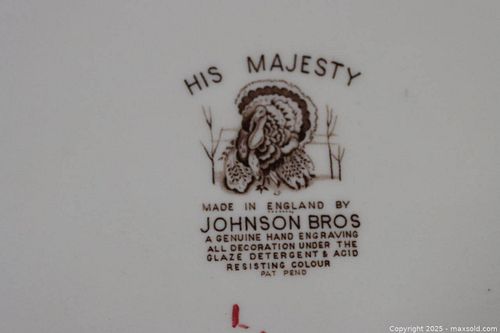 HIS MAJESTY
MADE IN ENGLAND BY
JOHNSON BROS
A GENUINE HAND ENGRAVING
ALL DECORATION UNDER THE
GLAZE DETERGENT & ACID
RESISTING COLOUR
PAT PEND
Copyright 2025 - maxsold.com